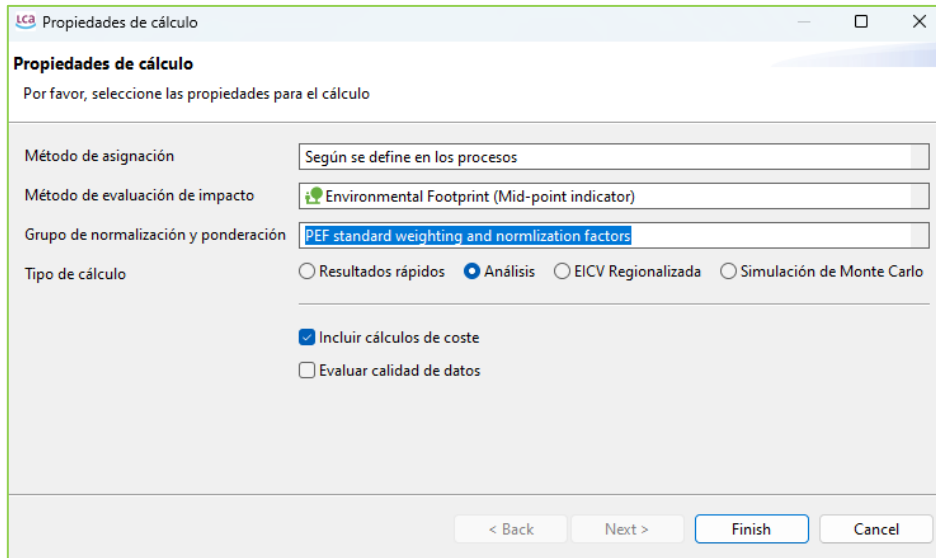 LCA Propiedades de cálculo
Propiedades de cálculo
Por favor, seleccione las propiedades para el cálculo
Método de asignación Según se define en los procesos
Método de evaluación de impacto Environmental Footprint (Mid-point indicator)
Grupo de normalización y ponderación PEF standard weighting and normlization factors
Tipo de cálculo Resultados rápidos Análisis EICV Regionalizada Simulación de Monte Carlo
Incluir cálculos de coste
Evaluar calidad de datos
< Back Next > Finish Cancel